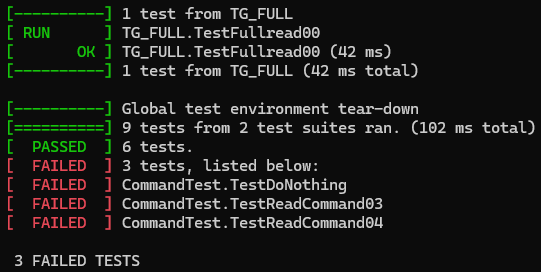 [----------] 1 test from TG_FULL
[ RUN      ] TG_FULL.TestFullread00
[       OK ] TG_FULL.TestFullread00 (42 ms)
[----------] 1 test from TG_FULL (42 ms total)
[----------] Global test environment tear-down
[==========] 9 tests from 2 test suites ran. (102 ms total)
[  PASSED  ] 6 tests.
[  FAILED  ] 3 tests, listed below:
[  FAILED  ] CommandTest.TestDoNothing
[  FAILED  ] CommandTest.TestReadCommand03
[  FAILED  ] CommandTest.TestReadCommand04
3 FAILED TESTS